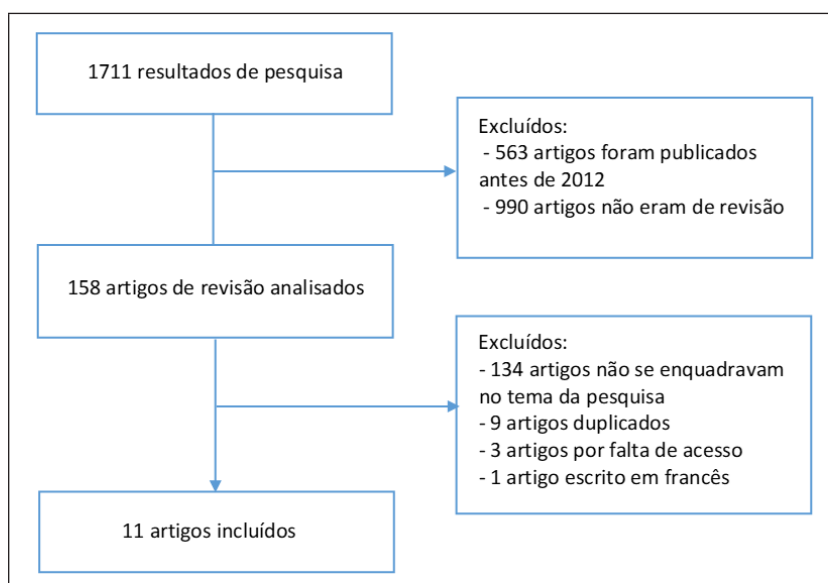 1711 resultados de pesquisa
Excluídos:
- 563 artigos foram publicados
antes de 2012
- 990 artigos não eram de revisão
158 artigos de revisão analisados
Excluídos:
- 134 artigos não se enquadravam
no tema da pesquisa
- 9 artigos duplicados
- 3 artigos por falta de acesso
- 1 artigo escrito em francês
11 artigos incluídos